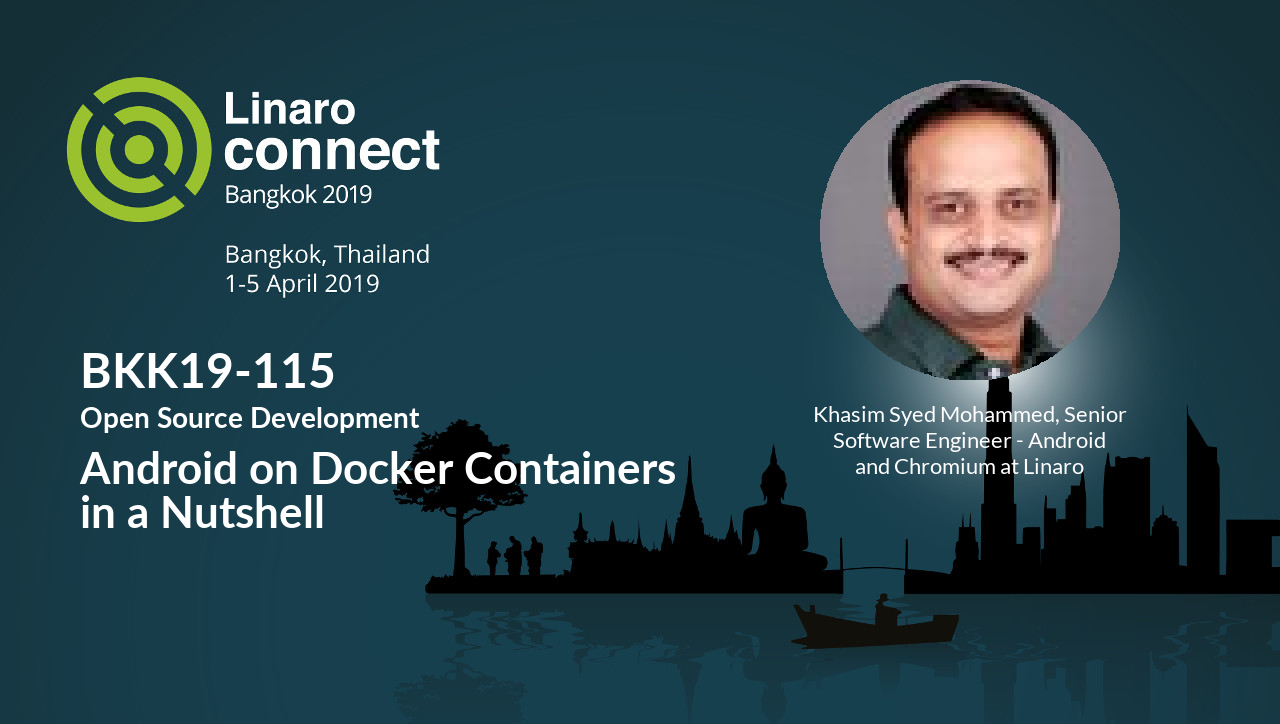 Linaro
connect
Bangkok 2019
Bangkok, Thailand
1-5 April 2019
BKK19-115
Open Source Development
Android on Docker Containers
in a Nutshell
Khasim Syed Mohammed, Senior
Software Engineer - Android
and Chromium at Linaro